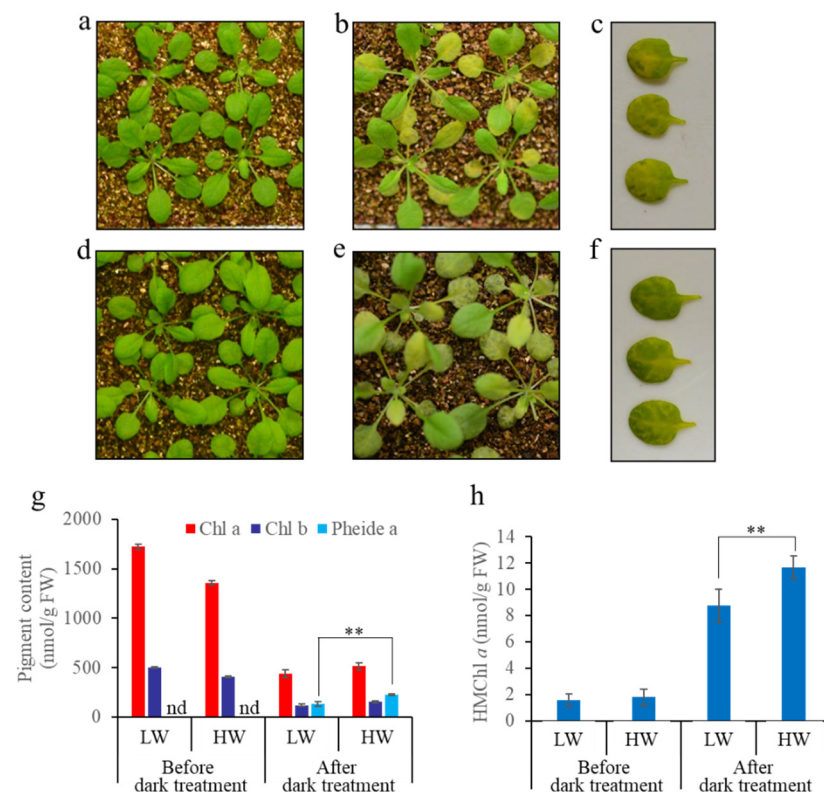 a b c
d e f
g
2000
1500
1000
500
0
Pigment content
(nmol/g FW)
Chl a Chl b Pheide a
nd nd
**
LW HW LW HW
Before After
dark treatment dark treatment
h
14
12
10
8
6
4
2
0
HMChl a (nmol/g FW)
**
LW HW LW HW
Before After
dark treatment dark treatment